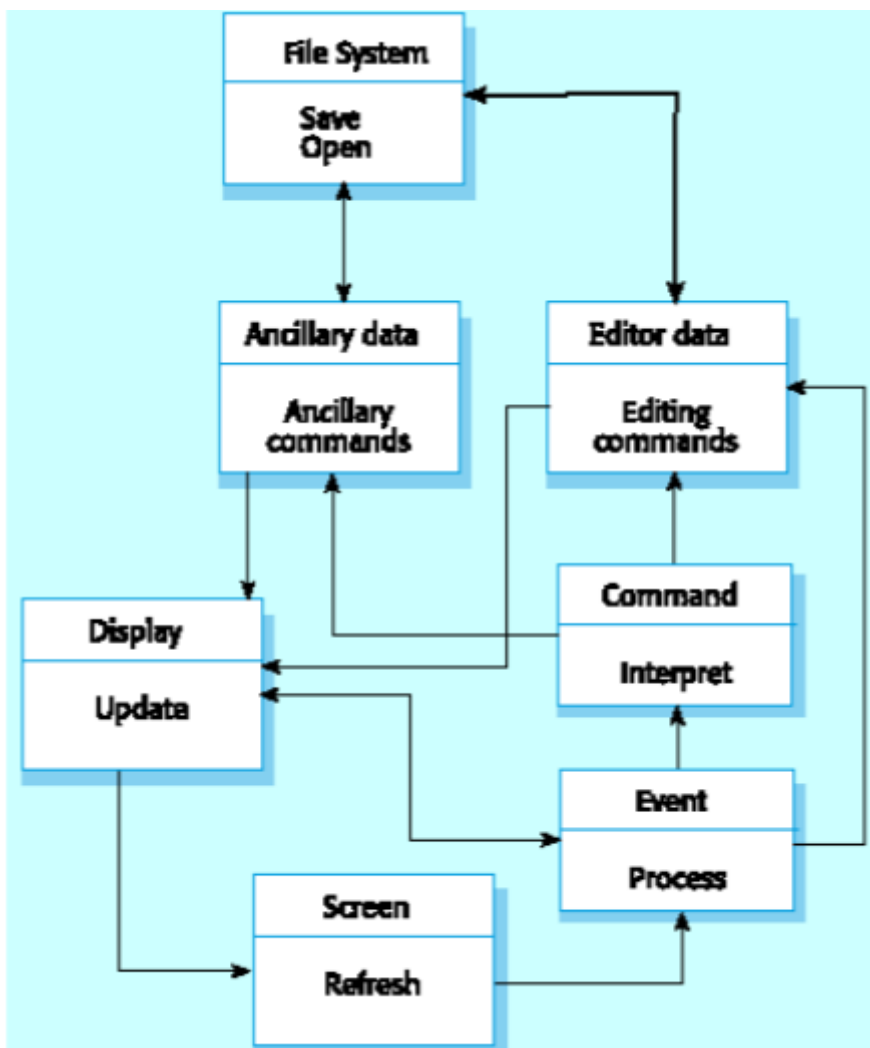 File System
Save
Open
Ancillary data
Ancillary
commands
Editor data
Editing
commands
Command
Interpret
Display
Update
Event
Process
Screen
Refresh